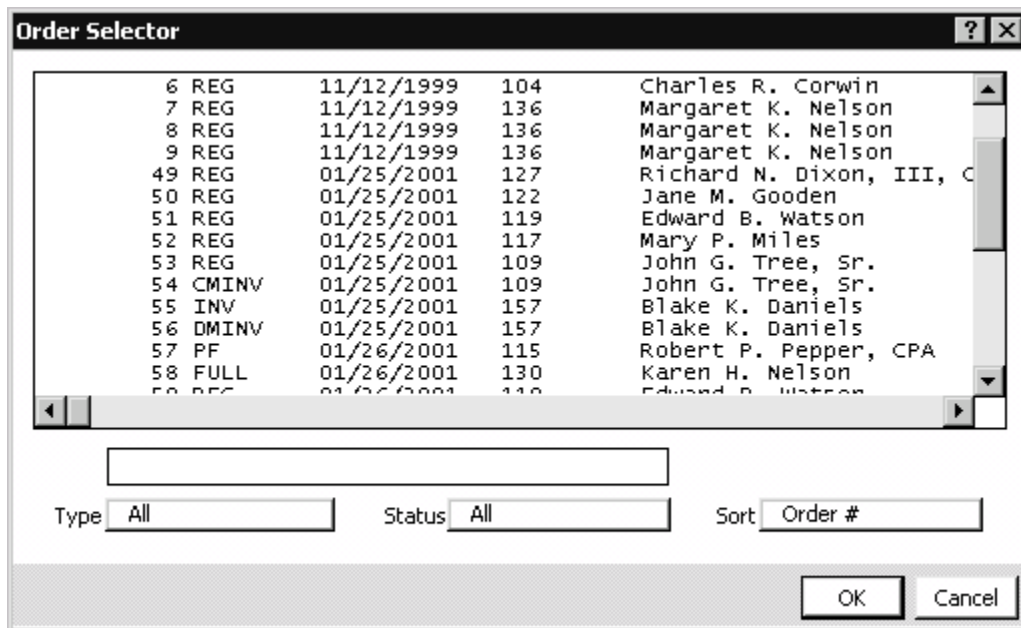 Order Selector
6 REG 11/12/1999 104 Charles R. Corwin
7 REG 11/12/1999 136 Margaret K. Nelson
8 REG 11/12/1999 136 Margaret K. Nelson
9 REG 11/12/1999 136 Margaret K. Nelson
49 REG 01/25/2001 127 Richard N. Dixon, III, C
50 REG 01/25/2001 122 Jane M. Gooden
51 REG 01/25/2001 119 Edward B. Watson
52 REG 01/25/2001 117 Mary P. Miles
53 REG 01/25/2001 109 John G. Tree, Sr.
54 CMINV 01/25/2001 109 John G. Tree, Sr.
55 INV 01/25/2001 157 Blake K. Daniels
56 DMINV 01/25/2001 157 Blake K. Daniels
57 PF 01/26/2001 115 Robert P. Pepper, CPA
58 FULL 01/26/2001 130 Karen H. Nelson
Type All Status All Sort Order #
OK Cancel